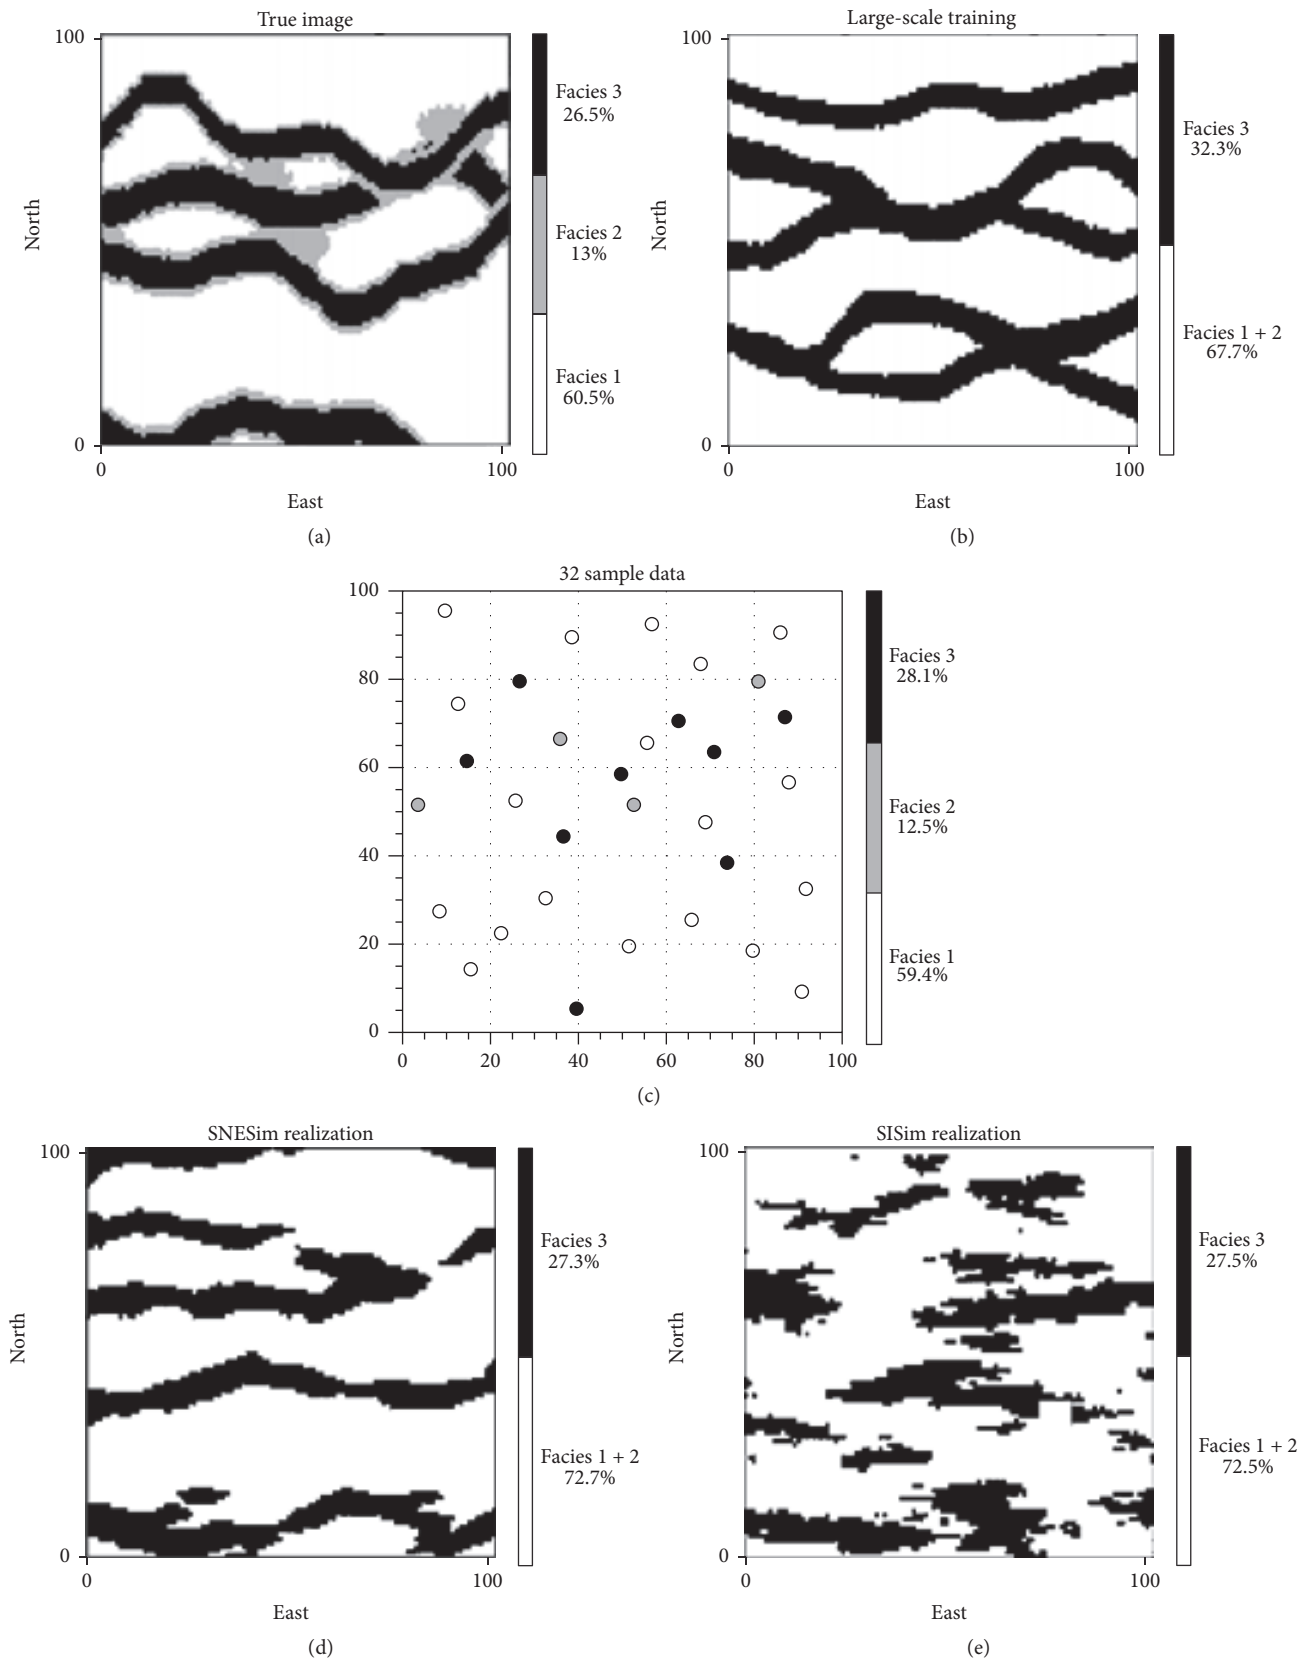 True image
100
North
0
0
100
East
Facies 3
26.5%
Facies 2
13%
Facies 1
60.5%
(a)
Large-scale training
100
North
0
0
100
East
Facies 3
32.3%
Facies 1 + 2
67.7%
(b)
32 sample data
100
80
60
40
20
0
0
20
40
60
80
100
Facies 3
28.1%
Facies 2
12.5%
Facies 1
59.4%
(c)
SNESim realization
100
North
0
0
100
East
Facies 3
27.3%
Facies 1 + 2
72.7%
(d)
SISim realization
100
North
0
0
100
East
Facies 3
27.5%
Facies 1 + 2
72.5%
(e)